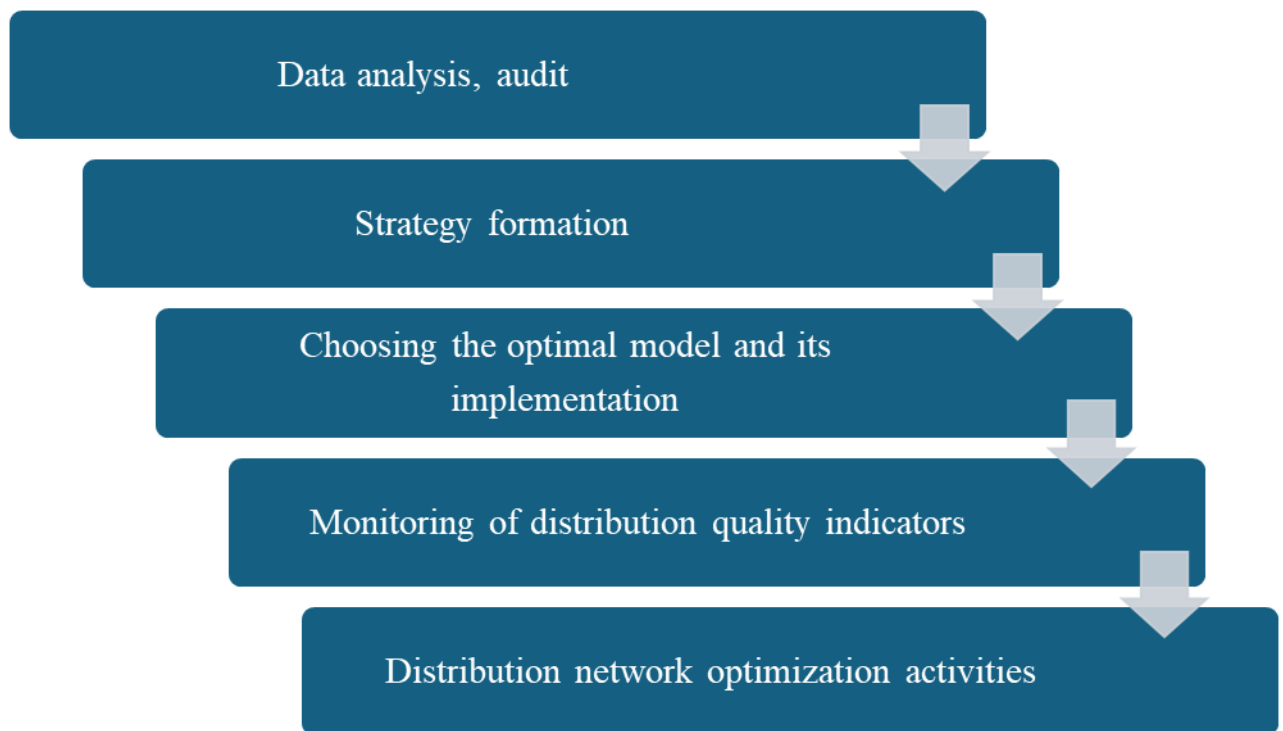 Data analysis, audit
Strategy formation
Choosing the optimal model and its
implementation
Monitoring of distribution quality indicators
Distribution network optimization activities